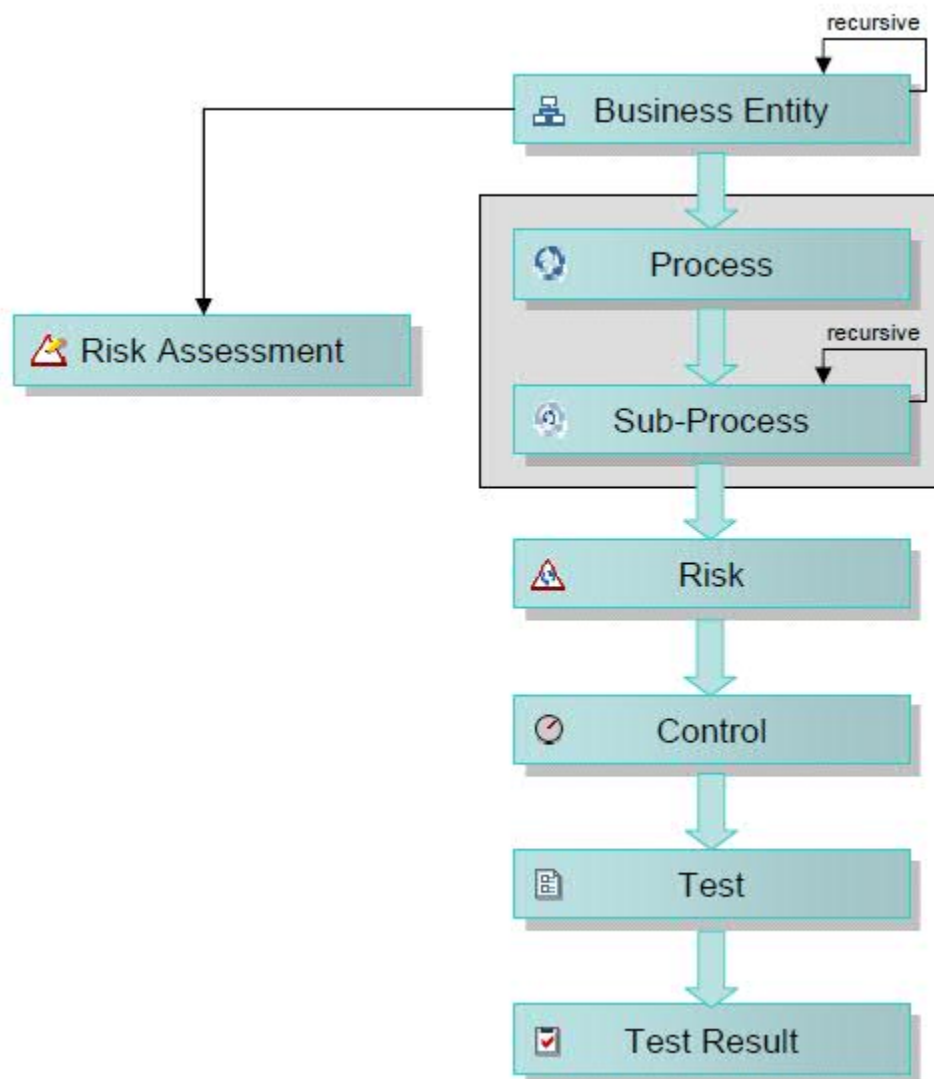 recursive
Business Entity
Process
Risk Assessment
recursive
Sub-Process
Risk
Control
Test
Test Result